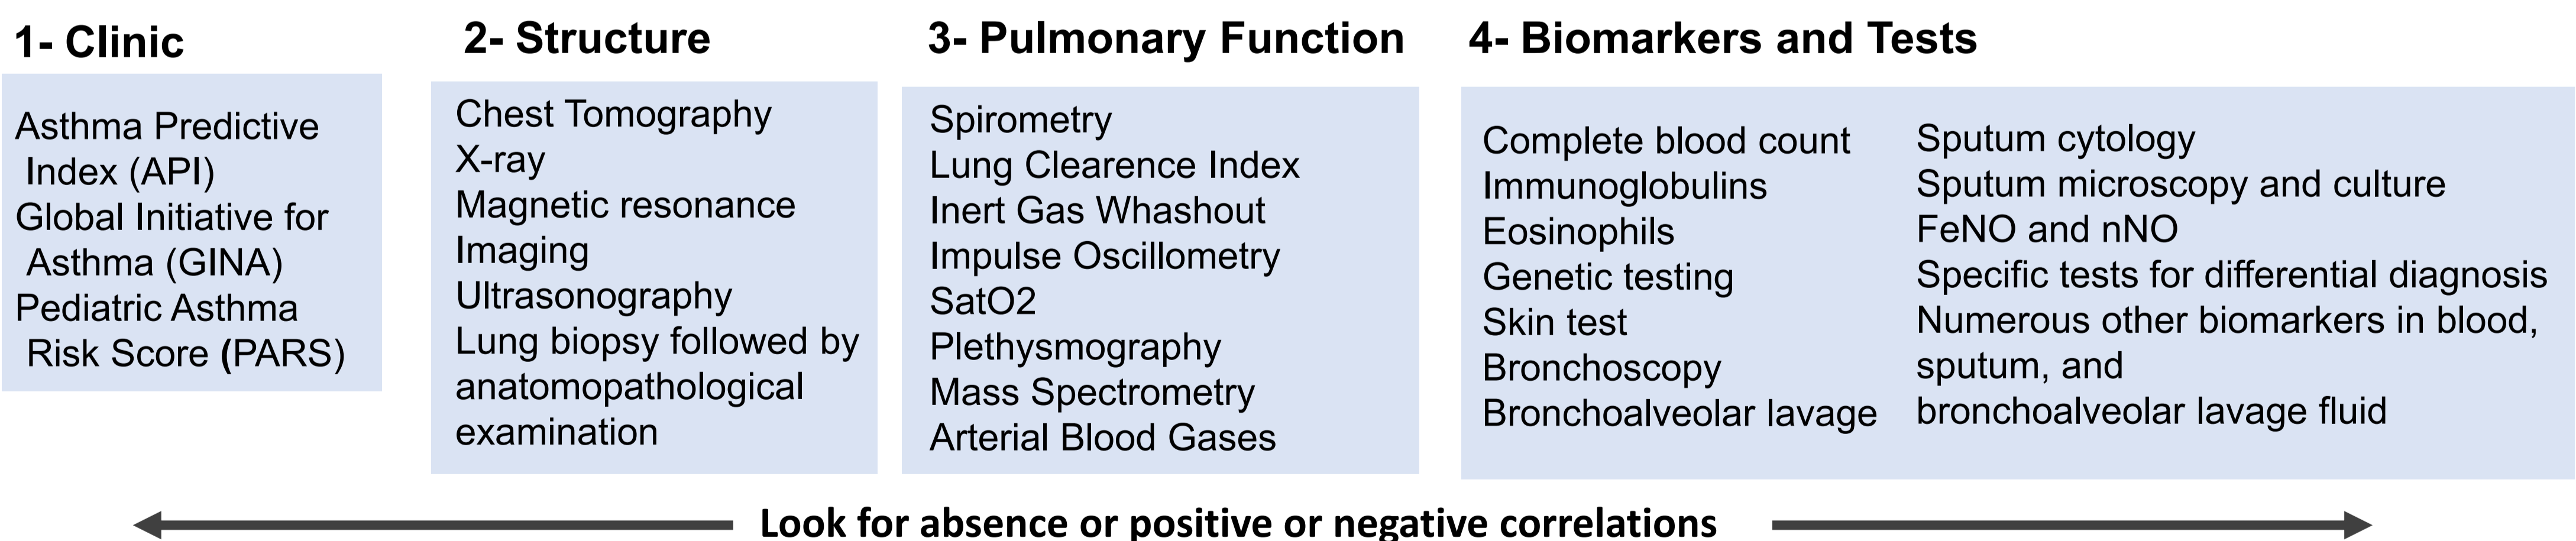 1- Clinic
Asthma Predictive
Index (API)
Global Initiative for
Asthma (GINA)
Pediatric Asthma
Risk Score (PARS)
2- Structure
Chest Tomography
X-ray
Magnetic resonance
Imaging
Ultrasonography
Lung biopsy followed by
anatomopathological
examination
3- Pulmonary Function
Spirometry
Lung Clearence Index
Inert Gas Whashout
Impulse Oscillometry
SatO2
Plethysmography
Mass Spectrometry
Arterial Blood Gases
4- Biomarkers and Tests
Complete blood count
Immunoglobulins
Eosinophils
Genetic testing
Skin test
Bronchoscopy
Bronchoalveolar lavage
Sputum cytology
Sputum microscopy and culture
FeNO and nNO
Specific tests for differential diagnosis
Numerous other biomarkers in blood,
sputum, and
bronchoalveolar lavage fluid
Look for absence or positive or negative correlations